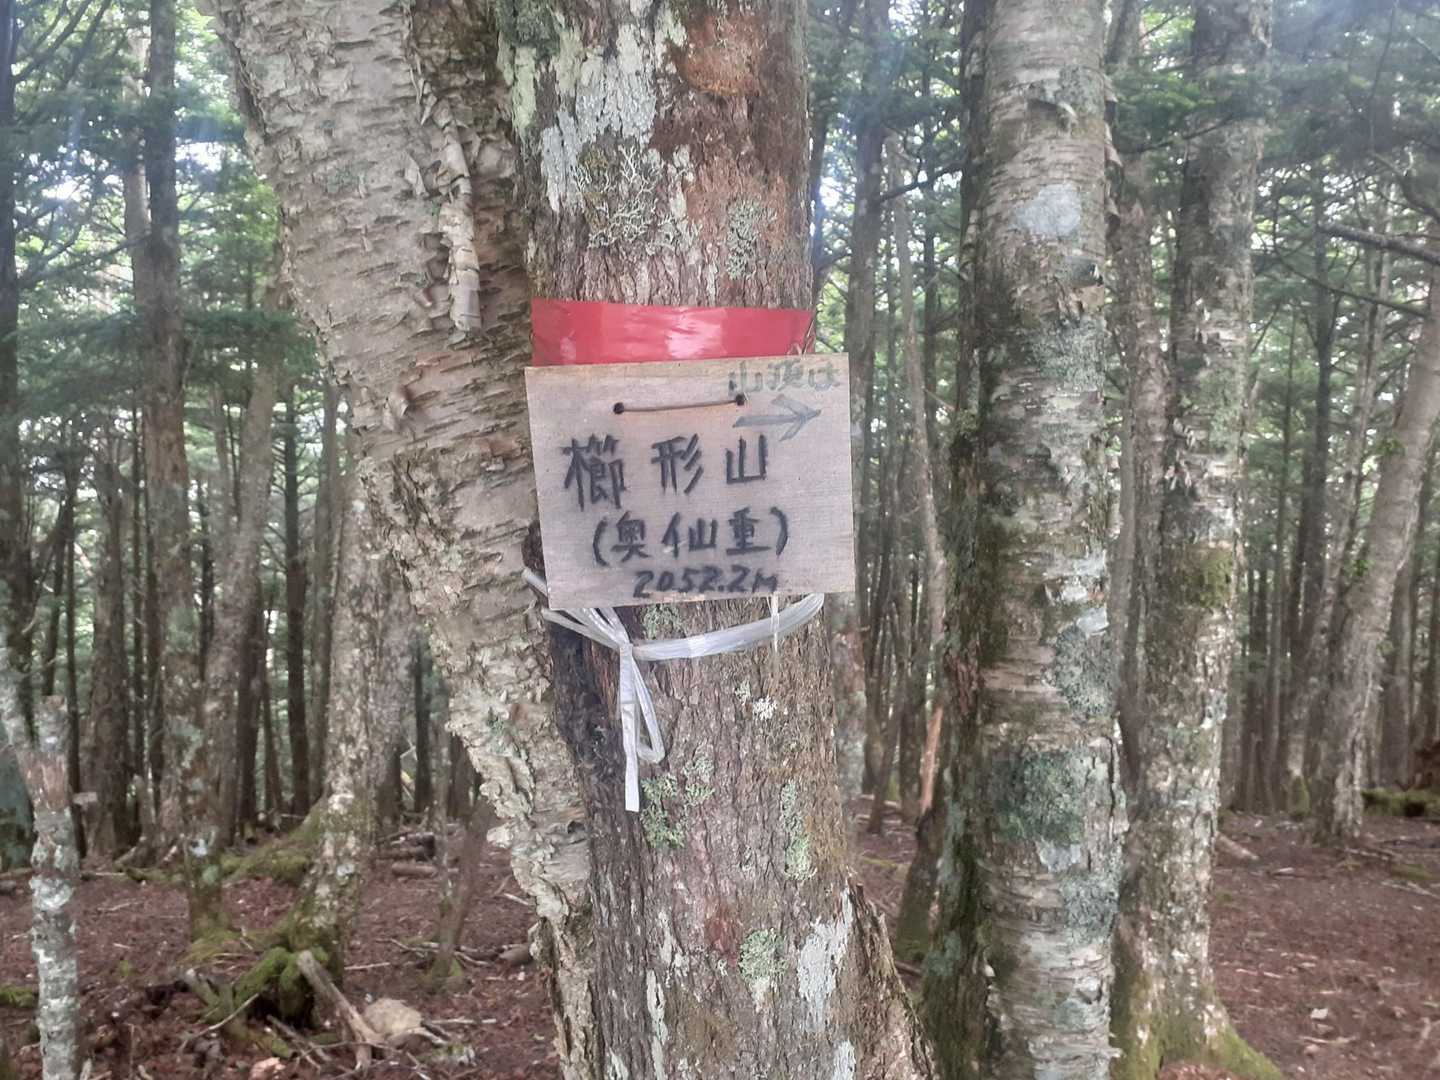 山頂は
→
櫛形山
(奥仙重)
2052.2m